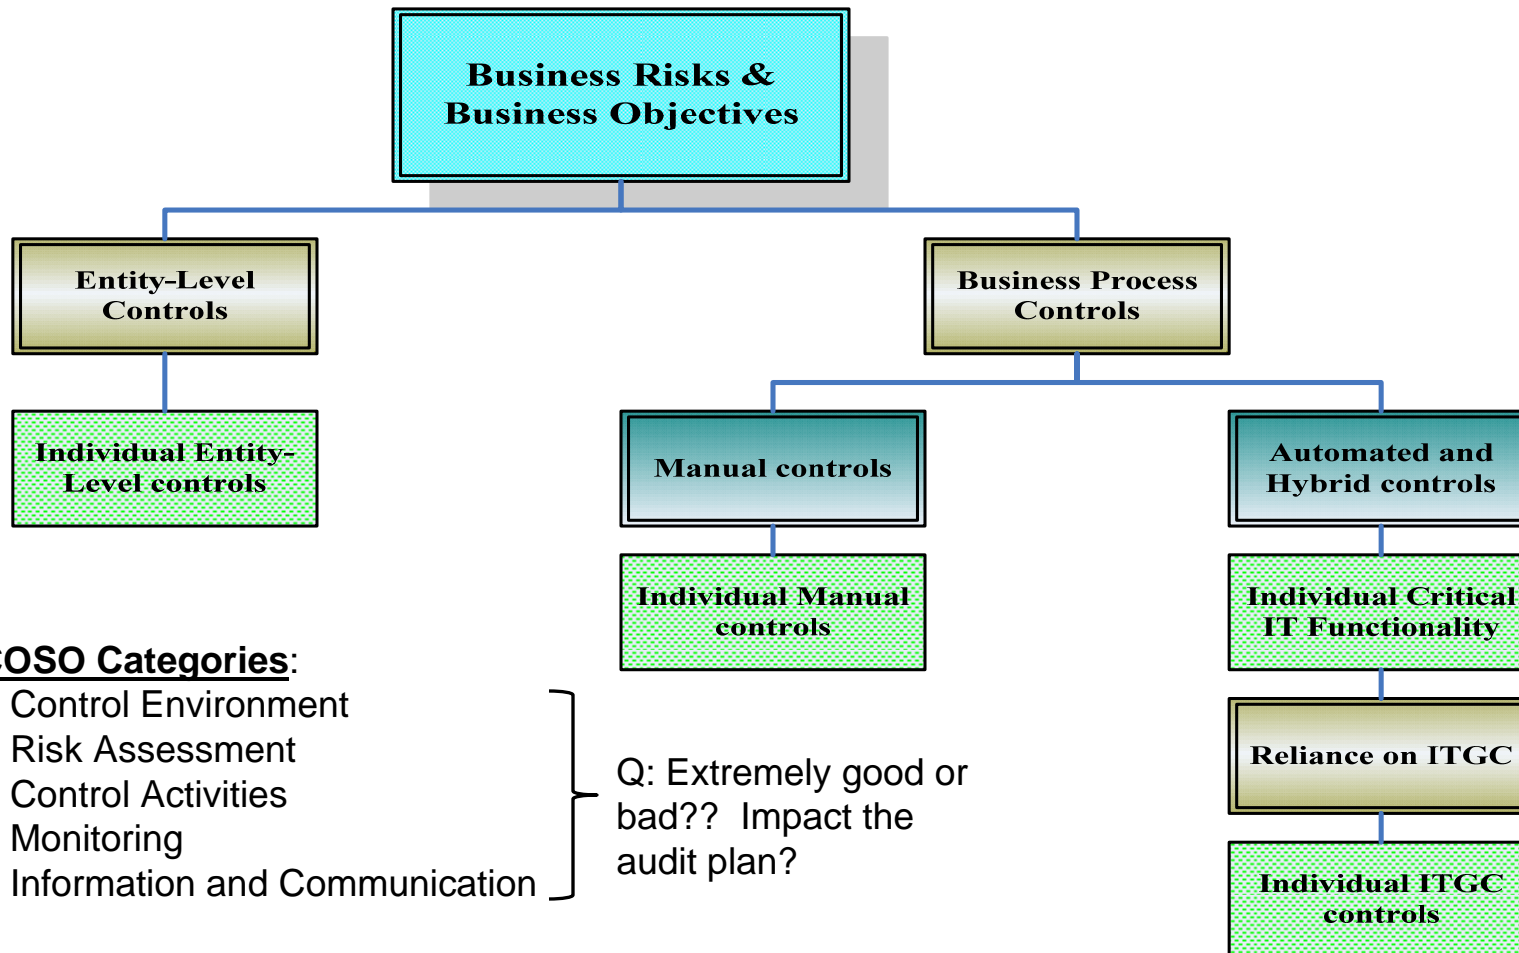 Business Risks &
Business Objectives
Entity-Level
Controls
Business Process
Controls
Individual Entity-
Level controls
Manual controls
Automated and
Hybrid controls
Individual Manual
controls
Individual Critical
IT Functionality
COSO Categories:
Control Environment
Risk Assessment
Control Activities
Monitoring
Information and Communication
Q: Extremely good or
bad?? Impact the
audit plan?
Reliance on ITGC
Individual ITGC
controls